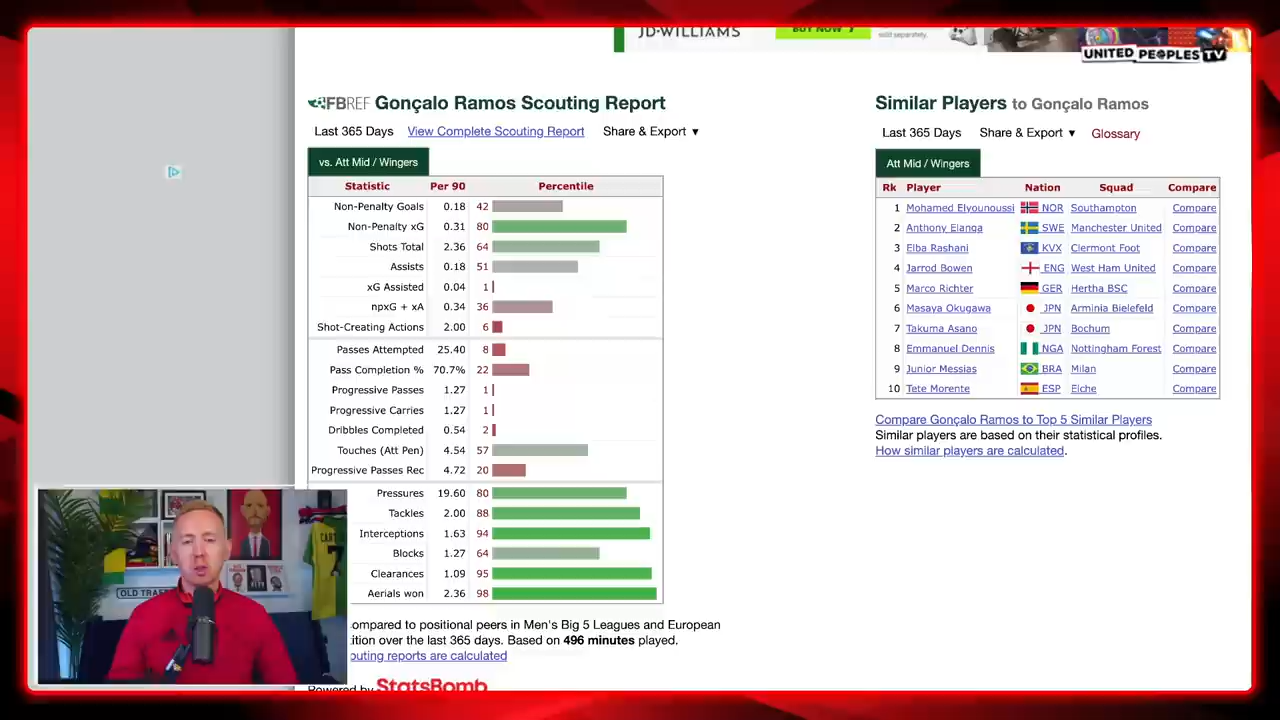 JD-WILLIAMS
BUY NOW
sold separately.
UNITED PEOPLES TV
FBREF Gonçalo Ramos Scouting Report
Last 365 Days View Complete Scouting Report Share & Export ▼
vs. Att Mid / Wingers
Statistic Per 90 Percentile
Non-Penalty Goals 0.18 42
Non-Penalty xG 0.31 80
Shots Total 2.36 64
Assists 0.18 51
xG Assisted 0.04 1
npxG + xA 0.34 36
Shot-Creating Actions 2.00 6
Passes Attempted 25.40 8
Pass Completion % 70.7% 22
Progressive Passes 1.27 1
Progressive Carries 1.27 1
Dribbles Completed 0.54 2
Touches (Att Pen) 4.54 57
Progressive Passes Rec 4.72 20
Pressures 19.60 80
Tackles 2.00 88
Interceptions 1.63 94
Blocks 1.27 64
Clearances 1.09 95
Aerials won 2.36 98
ompared to positional peers in Men's Big 5 Leagues and European
ition over the last 365 days. Based on 496 minutes played.
outing reports are calculated
Powered by StatsBomb
Similar Players to Gonçalo Ramos
Last 365 Days Share & Export ▼ Glossary
Att Mid / Wingers
Rk Player Nation Squad Compare
1 Mohamed Elyounoussi NOR Southampton Compare
2 Anthony Elanga SWE Manchester United Compare
3 Elba Rashani KVX Clermont Foot Compare
4 Jarrod Bowen ENG West Ham United Compare
5 Marco Richter GER Hertha BSC Compare
6 Masaya Okugawa JPN Arminia Bielefeld Compare
7 Takuma Asano JPN Bochum Compare
8 Emmanuel Dennis NGA Nottingham Forest Compare
9 Junior Messias BRA Milan Compare
10 Tete Morente ESP Elche Compare
Compare Gonçalo Ramos to Top 5 Similar Players
Similar players are based on their statistical profiles.
How similar players are calculated.
OLD TRAF